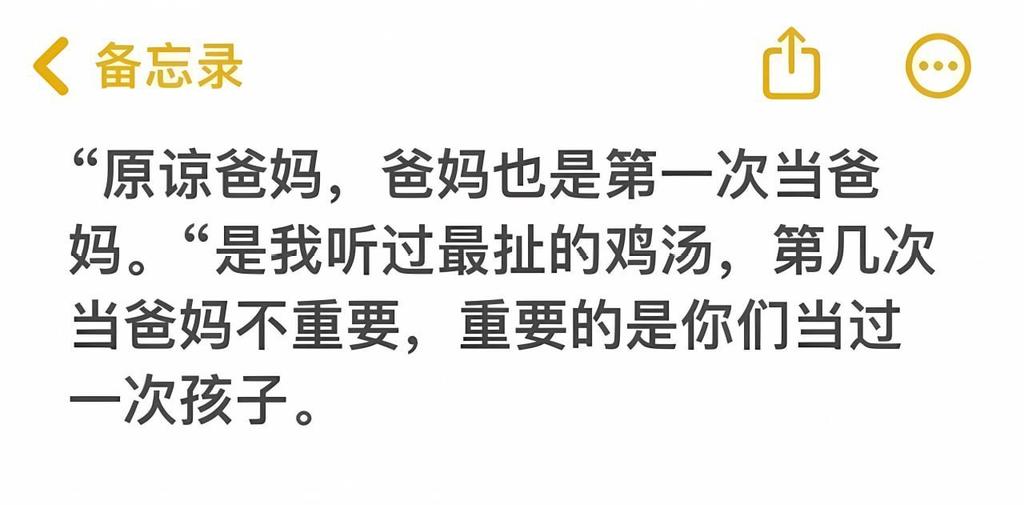 备忘录
“原谅爸妈，爸妈也是第一次当爸
妈。“是我听过最扯的鸡汤，第几次
当爸妈不重要，重要的是你们当过
一次孩子。